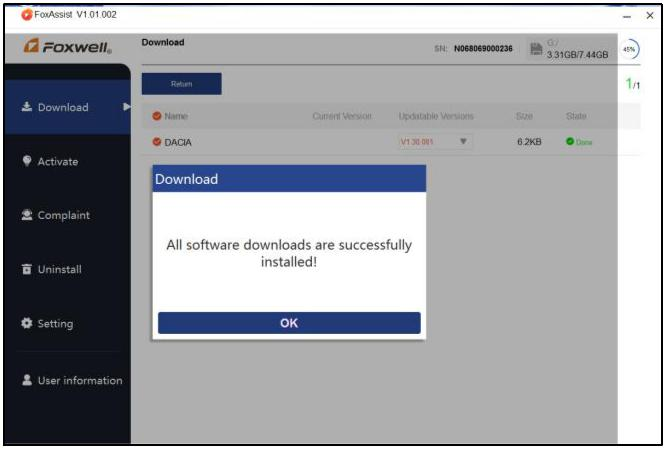 FoxAssist V1.01.002
Foxwell®
Download
SN: N068069000236
G:/
3.31GB/7.44GB
45%
Return
1/1
Download
Name Current Version Updatable Versions Size State
DACIA V1.30.001 6.2KB Done
Activate
Download
Complaint
All software downloads are successfully
installed!
Uninstall
Setting
OK
User information